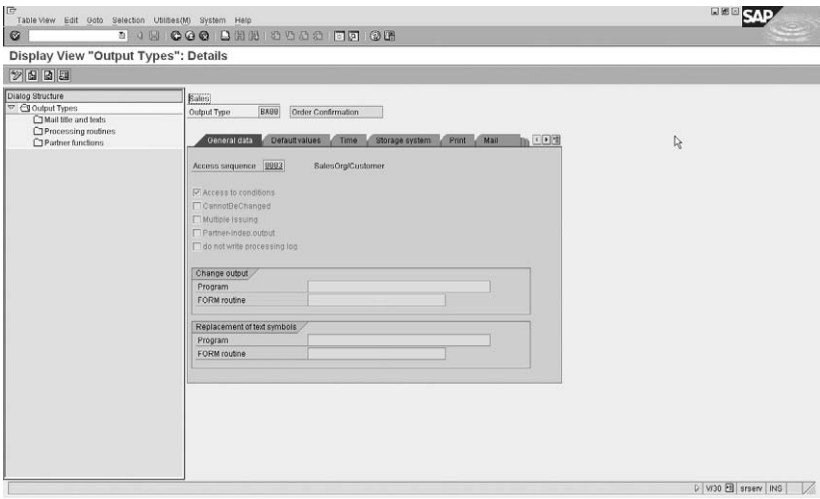 Table View Edit Goto Selection Utilities(M) System Help
SAP
Display View "Output Types": Details
Dialog Structure
Output Types
Mail title and texts
Processing routines
Partner functions
Sales
Output Type BA00 Order Confirmation
General data Default values Time Storage system Print Mail
Access sequence 0003 SalesOrg/Customer
Access to conditions
CannotBeChanged
Multiple issuing
Partner-indep.output
do not write processing log
Change output
Program
FORM routine
Replacement of text symbols
Program
FORM routine
V/30 srserv INS